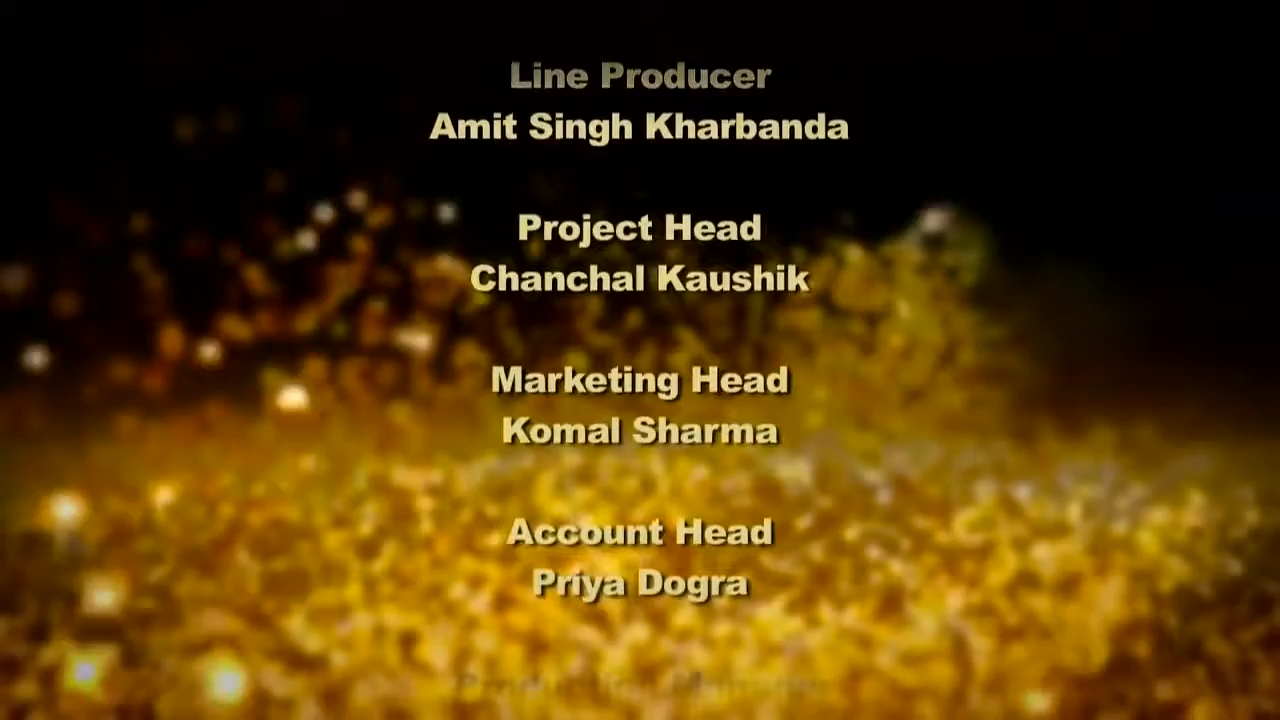 Line Producer
Amit Singh Kharbanda
Project Head
Chanchal Kaushik
Marketing Head
Komal Sharma
Account Head
Priya Dogra